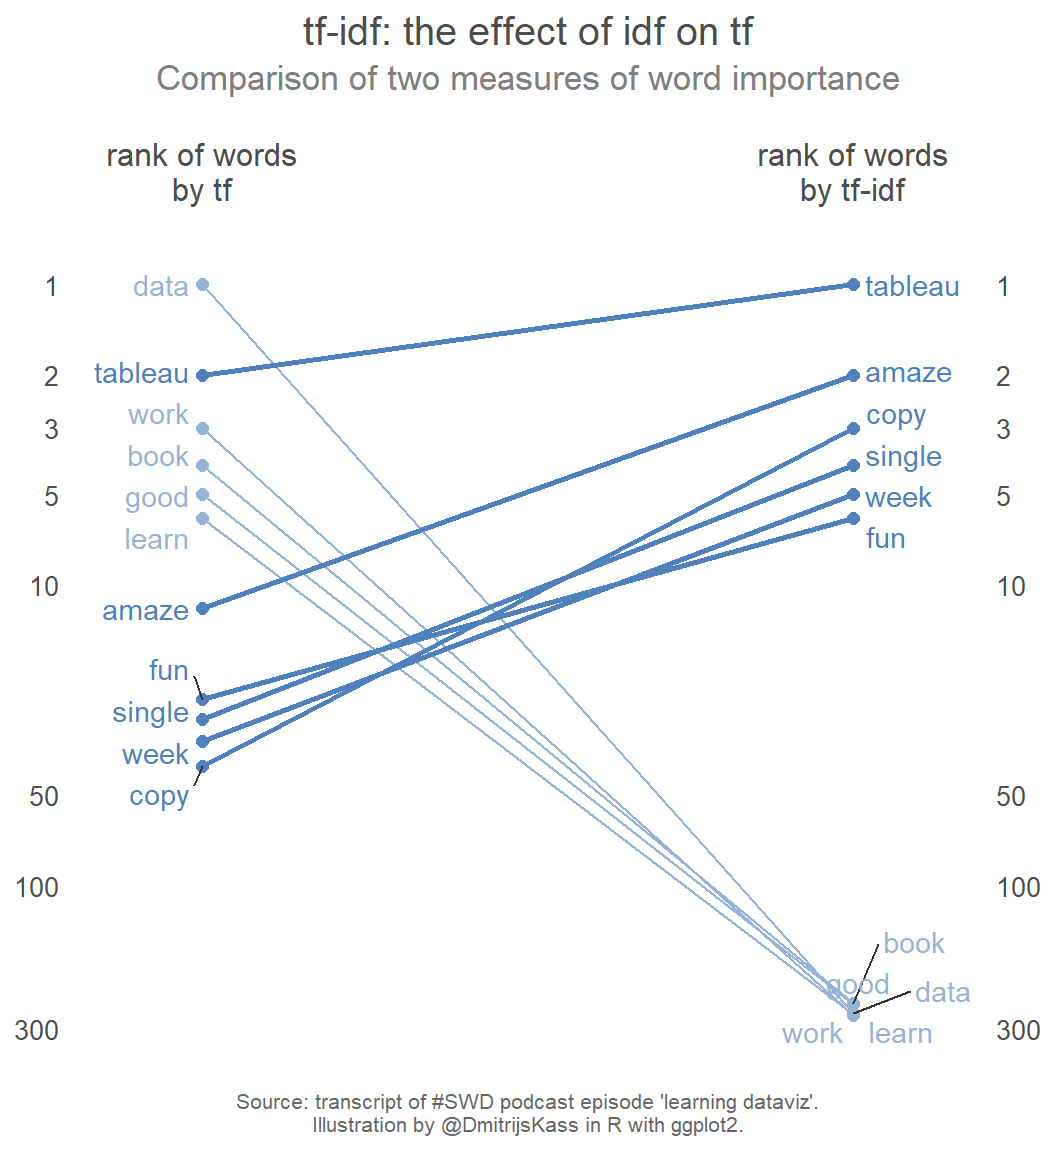 tf-idf: the effect of idf on tf
Comparison of two measures of word importance
rank of words
by tf
rank of words
by tf-idf
1
data
tableau
1
2
tableau
amaze
2
work
copy
3
3
book
single
5
good
week
5
learn
fun
10
10
amaze
fun
single
week
copy
50
50
100
100
book
good
data
300
work
learn
300
Source: transcript of #SWD podcast episode 'learning dataviz'.
Illustration by @DmitrijsKass in R with ggplot2.